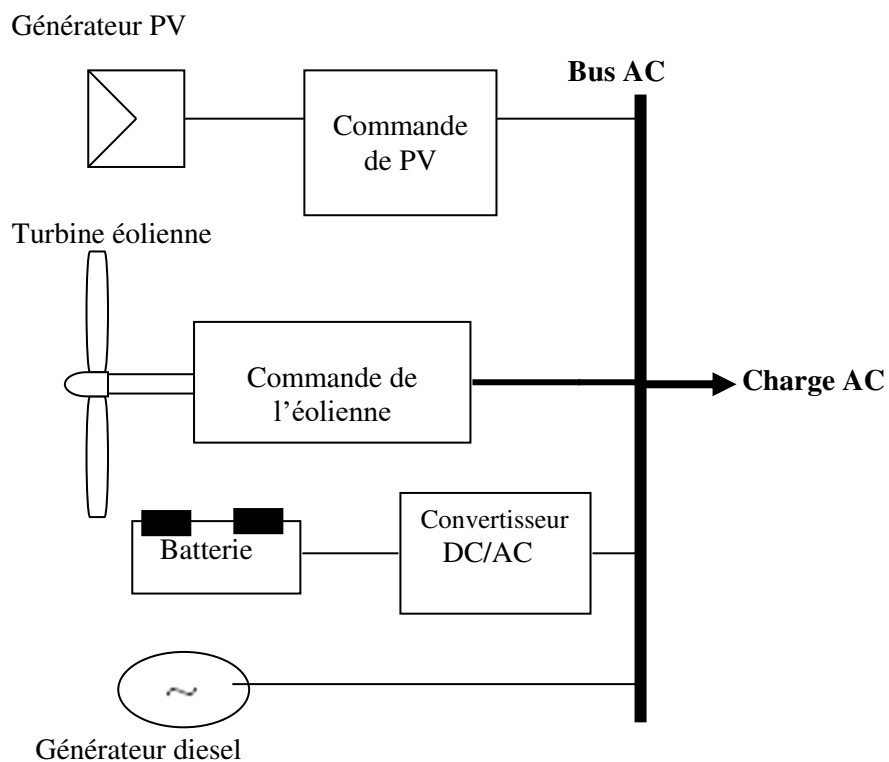 Générateur PV
Bus AC
Commande
de PV
Turbine éolienne
Commande de
l'éolienne
Charge AC
Convertisseur
DC/AC
Batterie
~
Générateur diesel